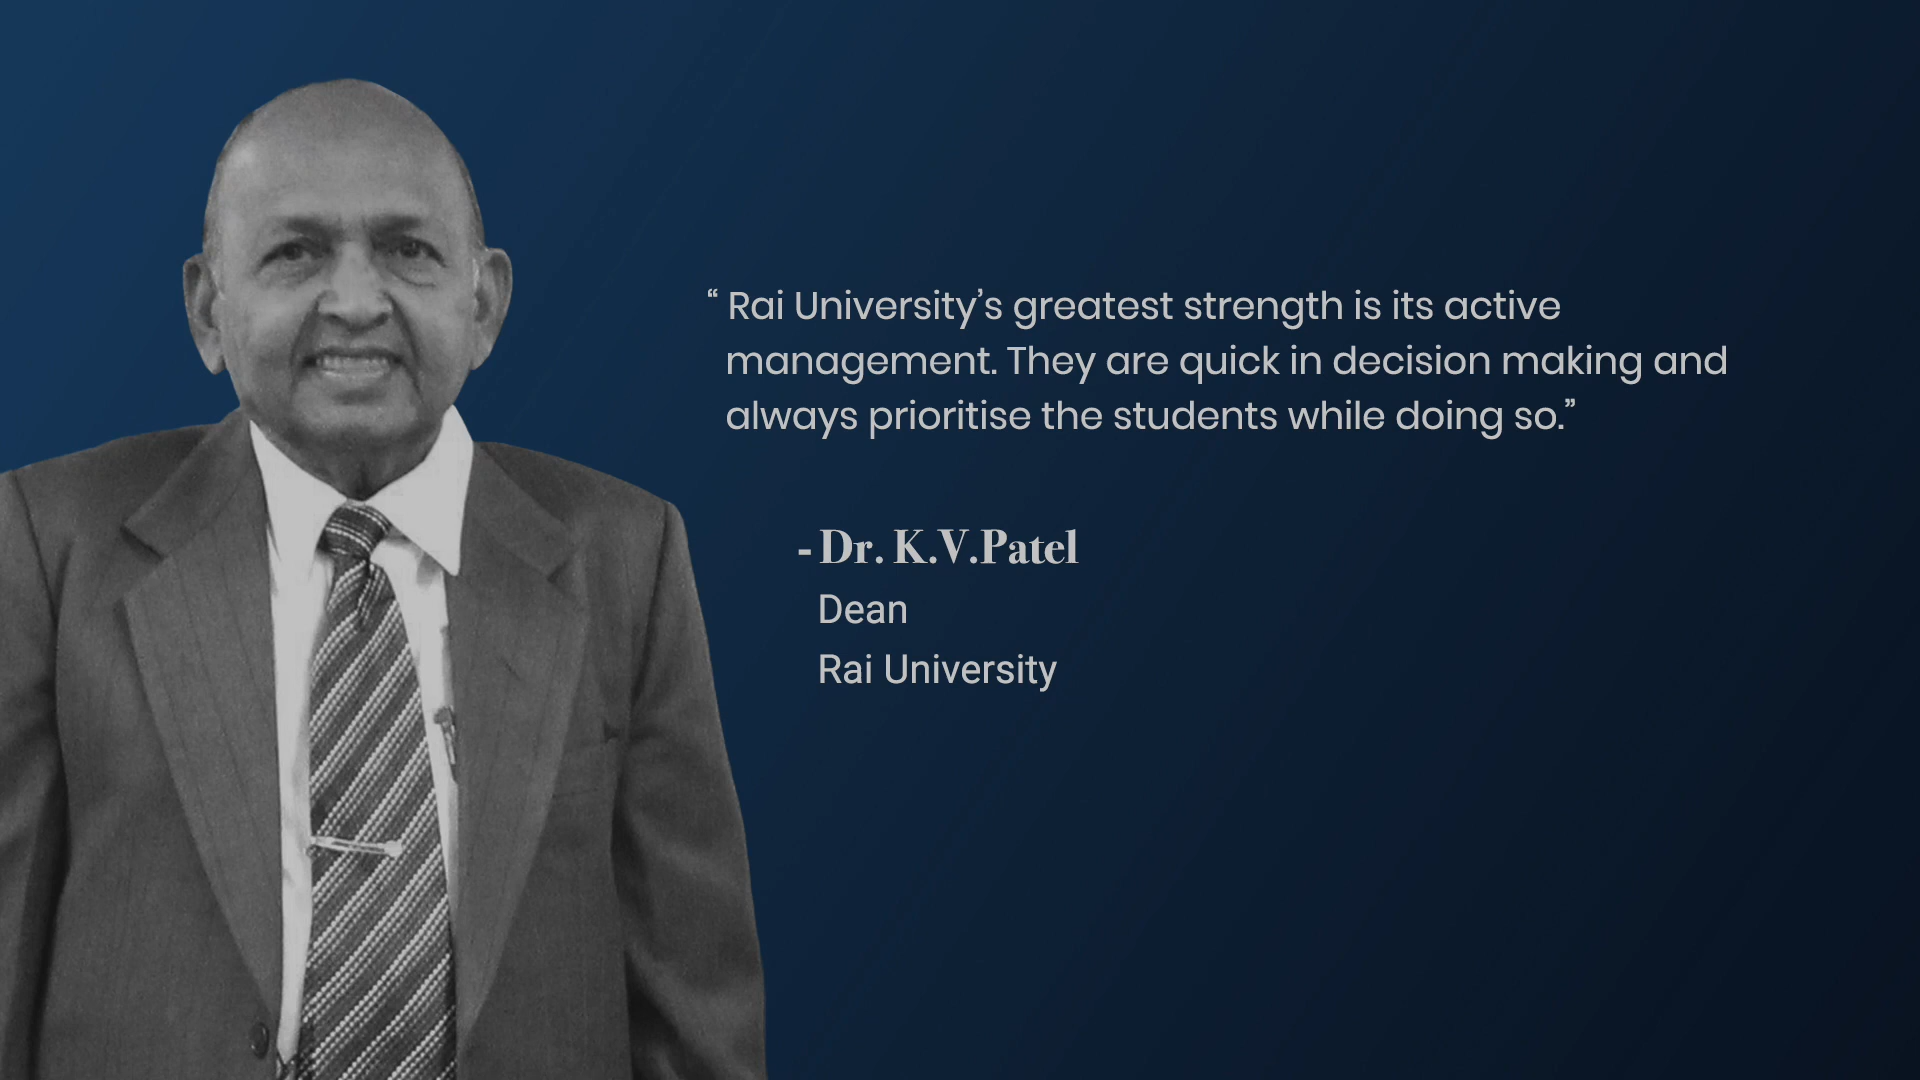 “ Rai University’s greatest strength is its active
management. They are quick in decision making and
always prioritise the students while doing so.”
- Dr. K.V.Patel
Dean
Rai University